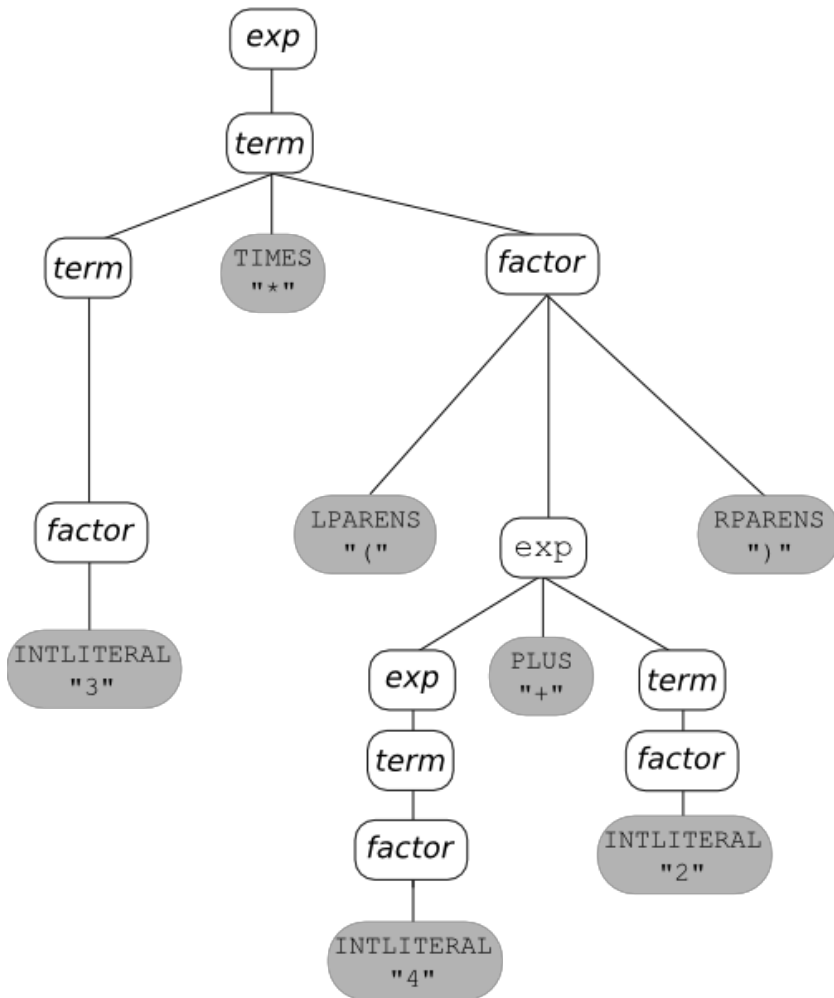 exp
term
term
TIMES
"*"
factor
LPARENS
"("
RPARENS
")"
factor
exp
INTLITERAL
"3"
exp
PLUS
"+"
term
term
factor
factor
INTLITERAL
"2"
INTLITERAL
"4"